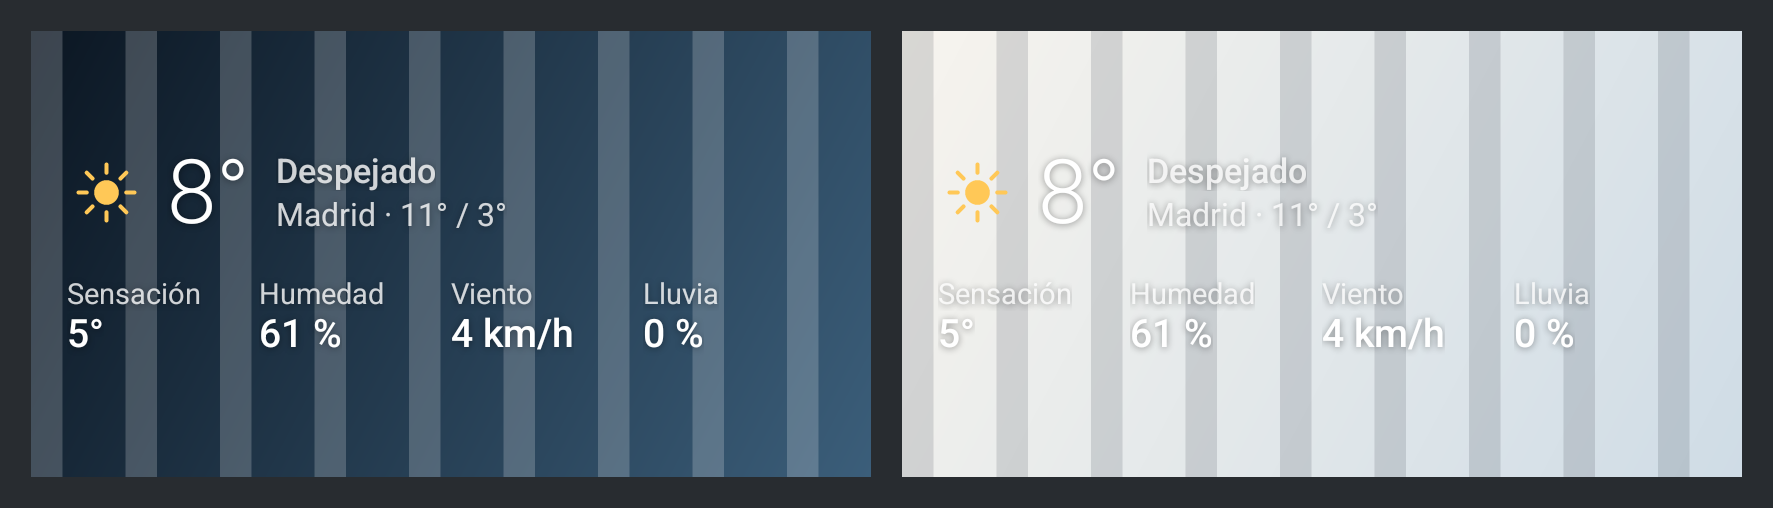 8°
Despejado
Madrid · 11° / 3°
Sensación
5°
Humedad
61 %
Viento
4 km/h
Lluvia
0 %
8°
Despejado
Madrid · 11° / 3°
Sensación
5°
Humedad
61 %
Viento
4 km/h
Lluvia
0 %